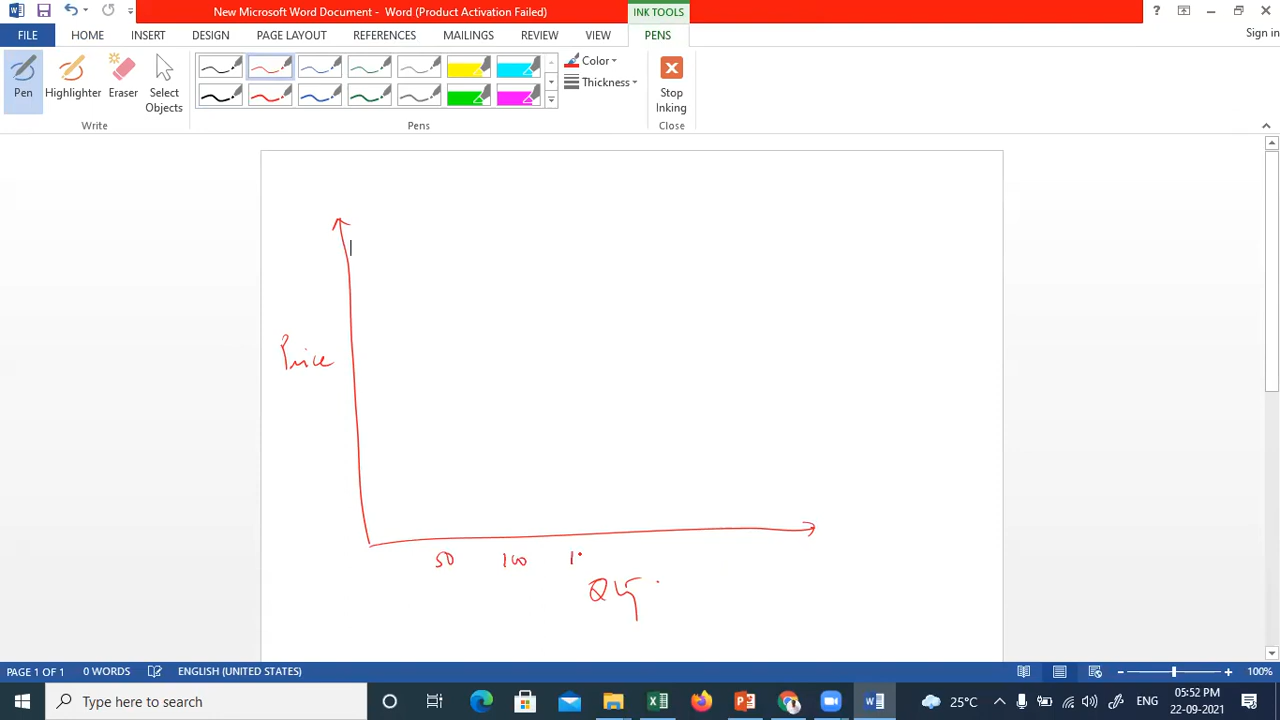 New Microsoft Word Document - Word (Product Activation Failed)
INK TOOLS
FILE HOME INSERT DESIGN PAGE LAYOUT REFERENCES MAILINGS REVIEW VIEW PENS
Sign in
Pen Highlighter Eraser Select Objects
Color
Thickness
Stop Inking
Write Pens Close
Price
50 100 1
Qty
PAGE 1 OF 1 0 WORDS ENGLISH (UNITED STATES) 100%
Type here to search
25°C
ENG
05:52 PM
22-09-2021